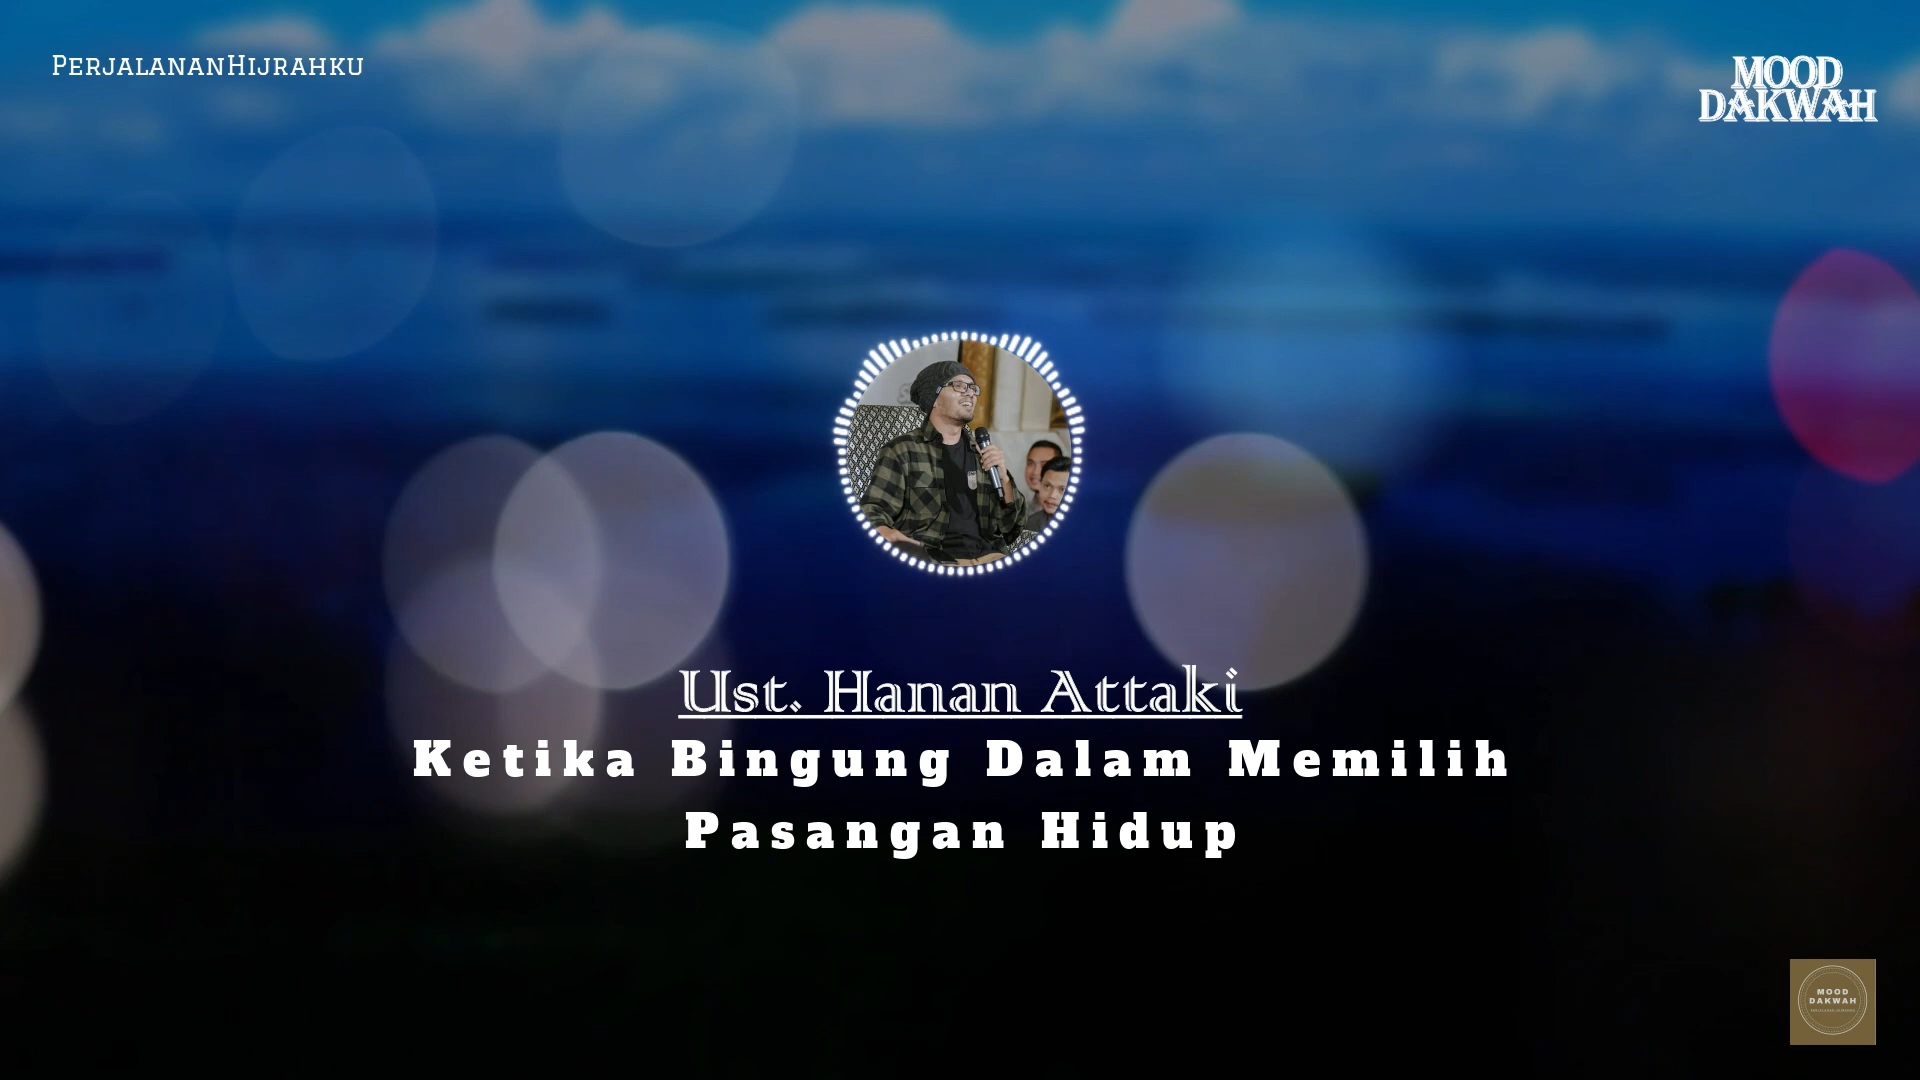 PerjalananHijrahku
MOOD
DAKWAH
Ust. Hanan Attaki
Ketika Bingung Dalam Memilih
Pasangan Hidup
MOOD
DAKWAH